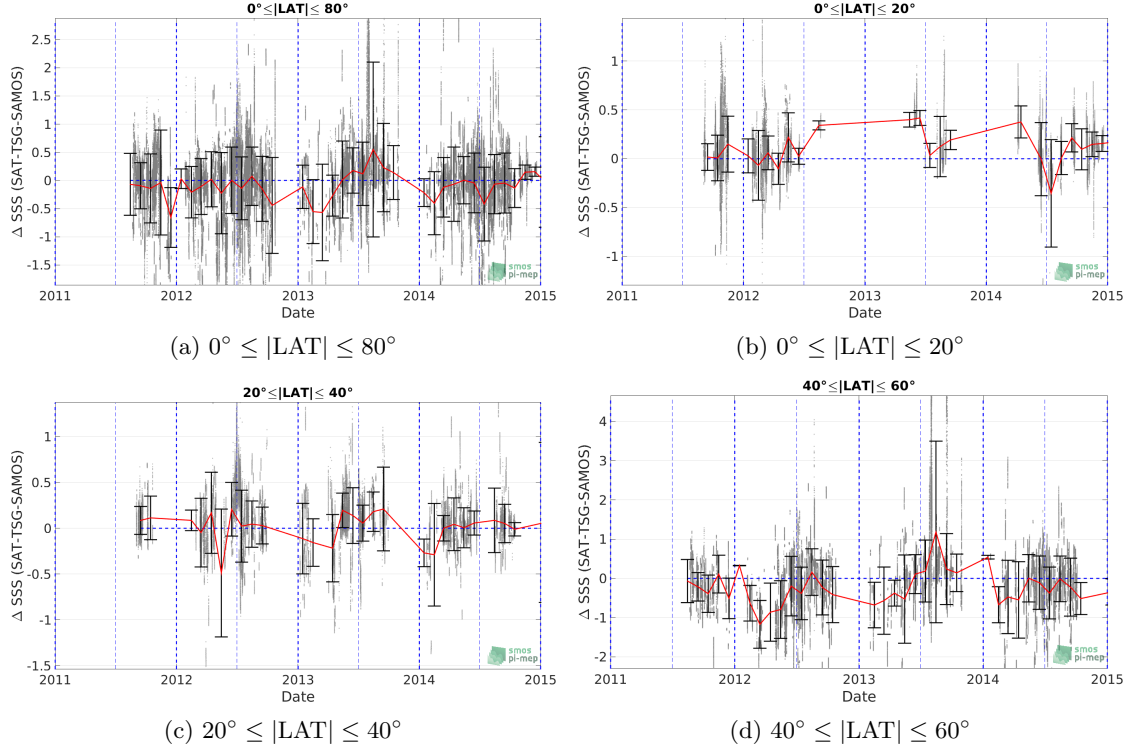 0°≤|LAT|≤ 80°
Δ SSS (SAT-TSG-SAMOS)
2.5
2
1.5
1
0.5
0
-0.5
-1
-1.5
2011
2012
2013
2014
2015
Date
smos
pi-mep
(a) 0° ≤ |LAT| ≤ 80°
0°≤|LAT|≤ 20°
Δ SSS (SAT-TSG-SAMOS)
1
0.5
0
-0.5
-1
2011
2012
2013
2014
2015
Date
smos
pi-mep
(b) 0° ≤ |LAT| ≤ 20°
20°≤|LAT|≤ 40°
Δ SSS (SAT-TSG-SAMOS)
1
0.5
0
-0.5
-1
-1.5
2011
2012
2013
2014
2015
Date
smos
pi-mep
(c) 20° ≤ |LAT| ≤ 40°
40°≤|LAT|≤ 60°
Δ SSS (SAT-TSG-SAMOS)
4
3
2
1
0
-1
-2
2011
2012
2013
2014
2015
Date
smos
pi-mep
(d) 40° ≤ |LAT| ≤ 60°